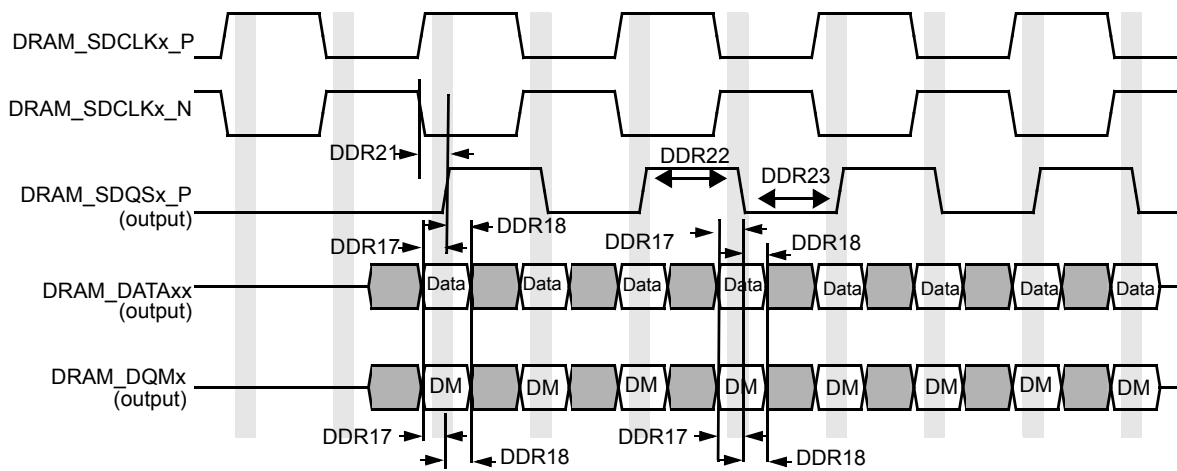 DRAM_SDCLKx_P
DRAM_SDCLKx_N
DDR21
DDR22
DDR23
DRAM_SDQSx_P
(output)
DDR17
DDR18
DDR17
DDR18
DRAM_DATAxx
(output)
Data Data Data Data Data Data Data Data
DRAM_DQMx
(output)
DM DM DM DM DM DM DM DM
DDR17
DDR18
DDR17
DDR18